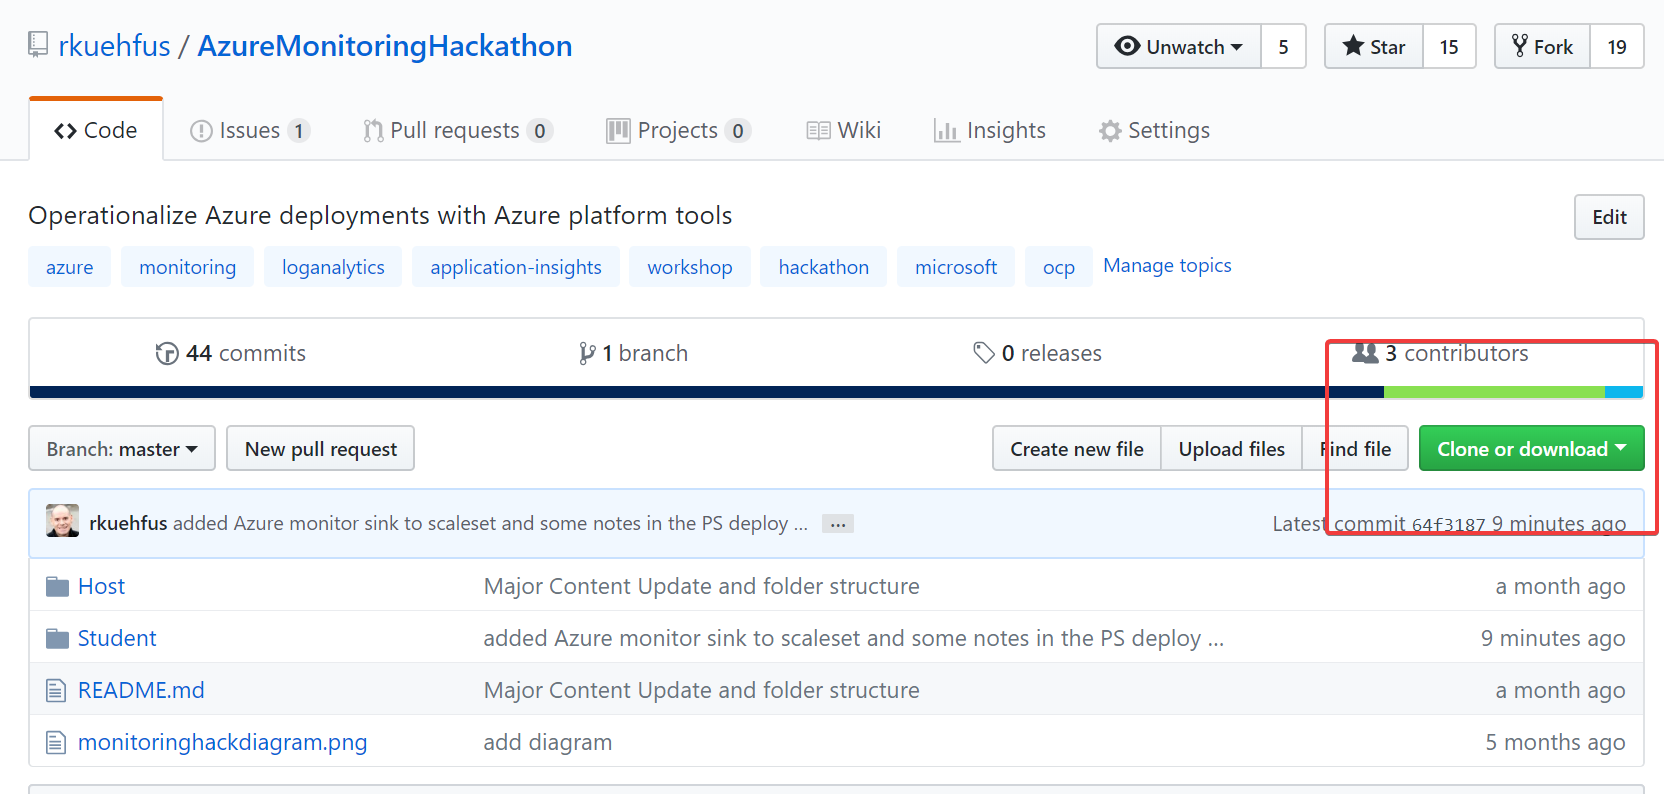 rkuehfus / AzureMonitoringHackathon Unwatch 5 Star 15 Fork 19
Code Issues 1 Pull requests 0 Projects 0 Wiki Insights Settings
Operationalize Azure deployments with Azure platform tools Edit
azure monitoring loganalytics application-insights workshop hackathon microsoft ocp Manage topics
44 commits 1 branch 0 releases 3 contributors
Branch: master New pull request Create new file Upload files Find file Clone or download
rkuehfus added Azure monitor sink to scaleset and some notes in the PS deploy ... ... Latest commit 64f3187 9 minutes ago
Host Major Content Update and folder structure a month ago
Student added Azure monitor sink to scaleset and some notes in the PS deploy ... 9 minutes ago
README.md Major Content Update and folder structure a month ago
monitoringhackdiagram.png add diagram 5 months ago